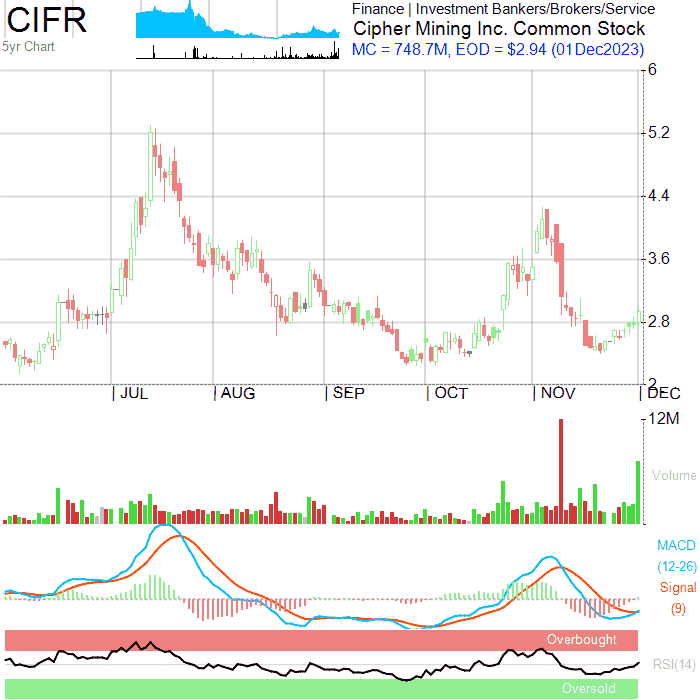 CIFR
5yr Chart
Finance | Investment Bankers/Brokers/Service
Cipher Mining Inc. Common Stock
MC = 748.7M, EOD = $2.94 (01Dec2023)
6
5.2
4.4
3.6
2.8
2
| JUL | AUG | SEP | OCT | NOV | DEC
12M
Volume
MACD
(12-26)
Signal
(9)
Overbought
RSI(14)
Oversold